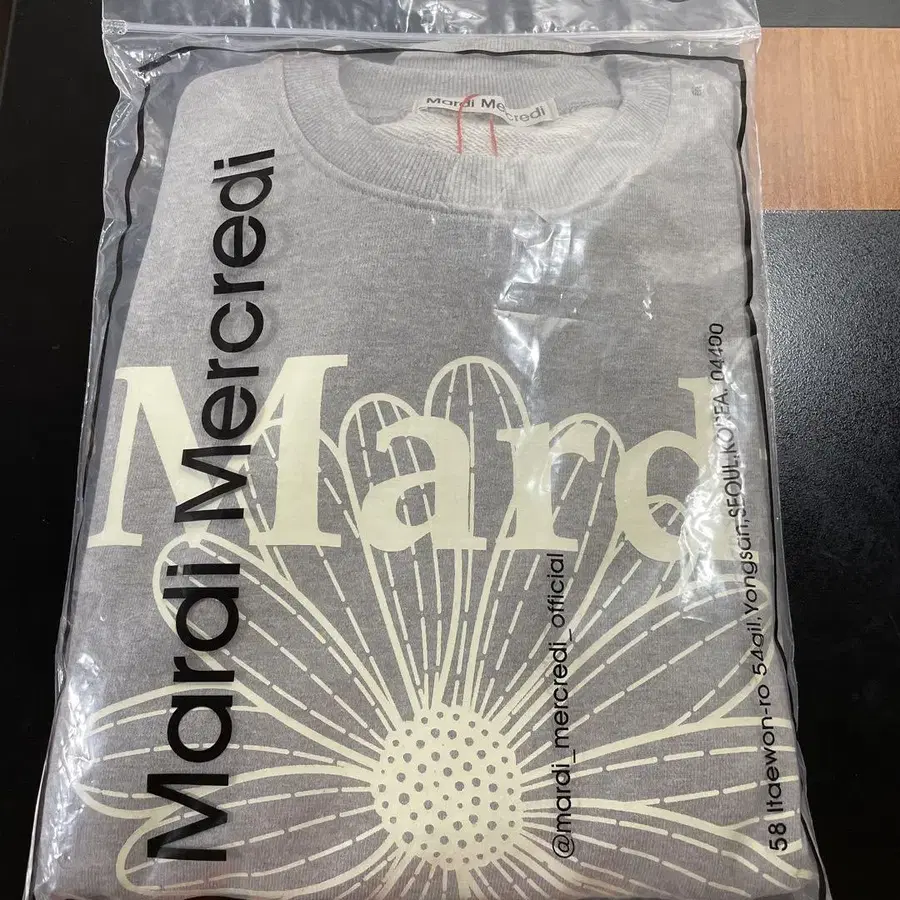 Mardi Mercredi
Mardi Mercredi
Mard
@mardi_mercredi_official
58 Itaewon-ro 54gil,Yongsan,SEOUL,KOREA, 04400